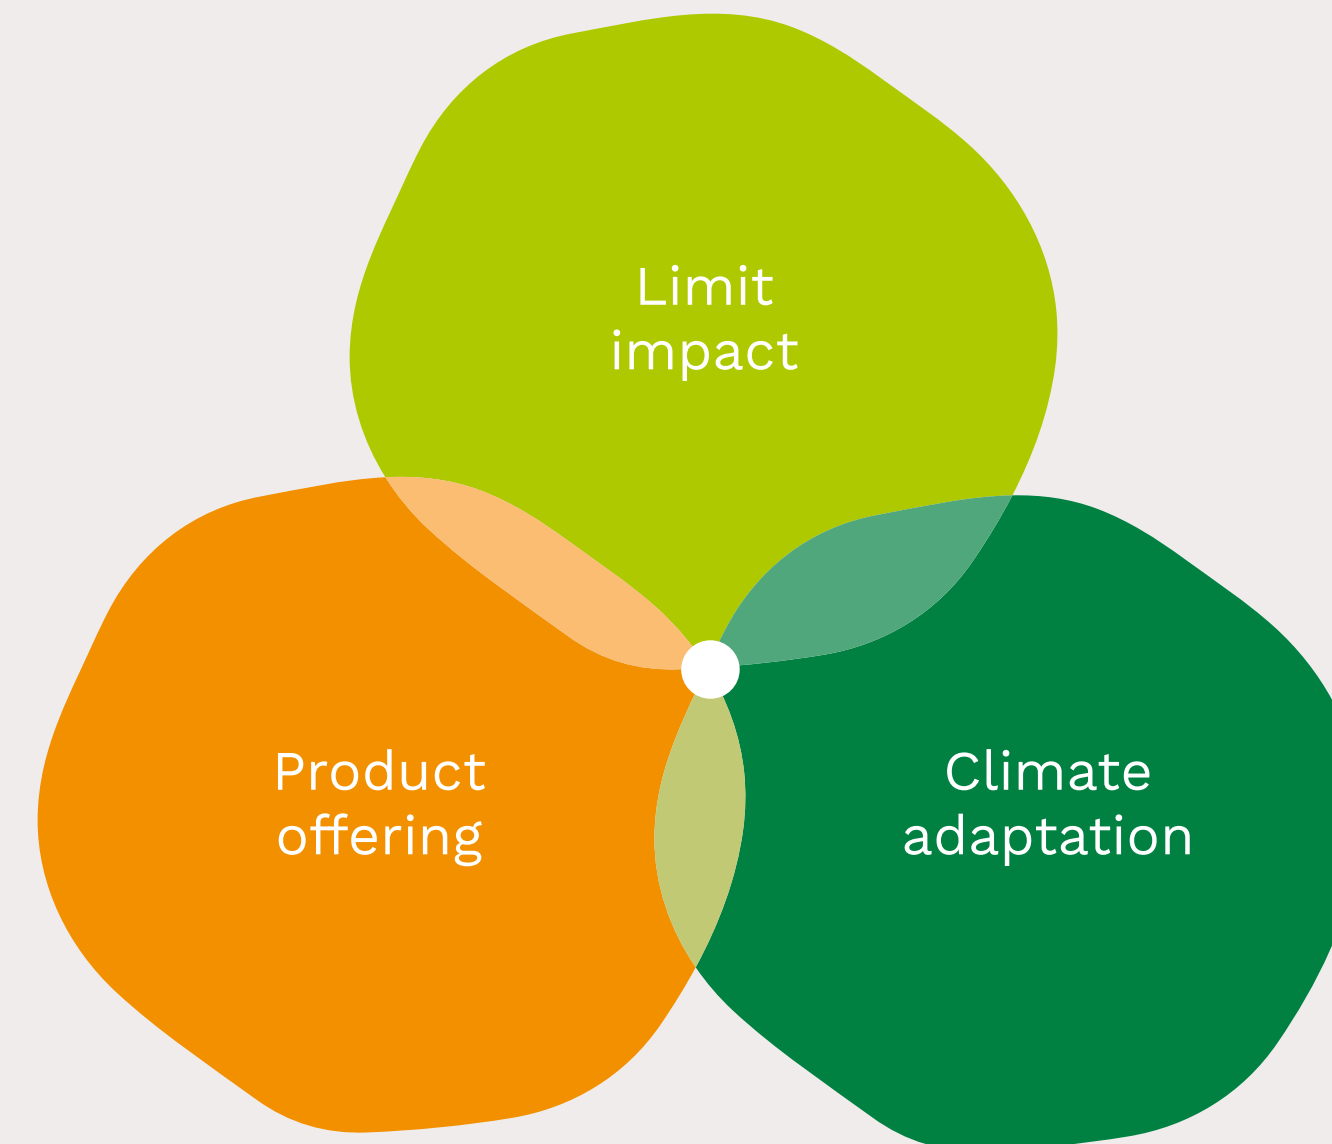 Limit
impact
Product
offering
Climate
adaptation